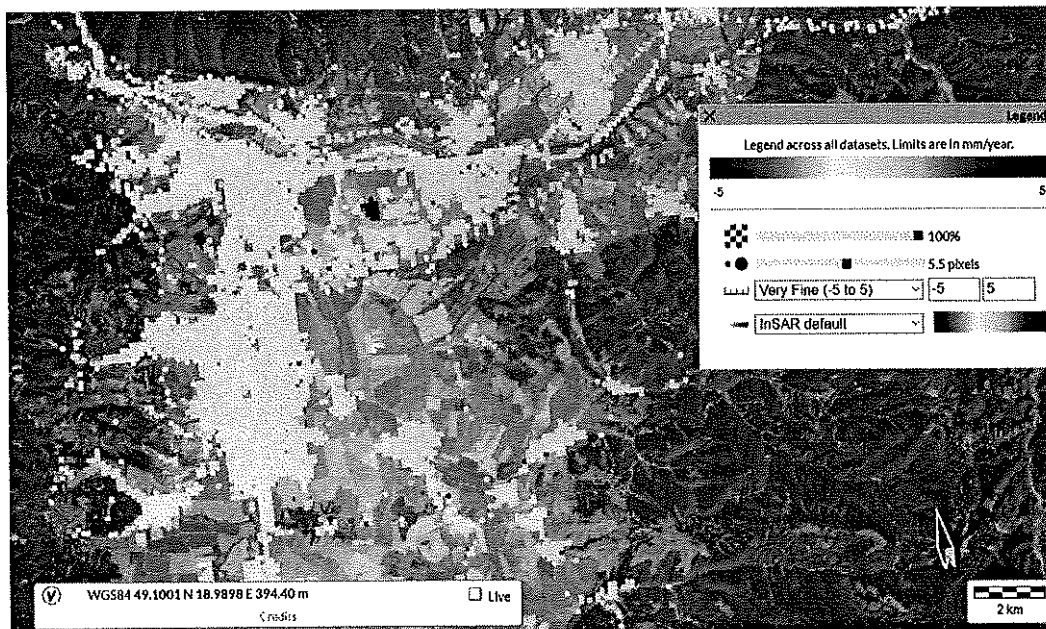 Legend
Legend across all datasets. Limits are in mm/year.
-5 5
100%
5.5 pixels
Very Fine (-5 to 5) -5 5
InSAR default
WGS84 49.1001 N 18.9898 E 394.40 m Live
Credits
2 km